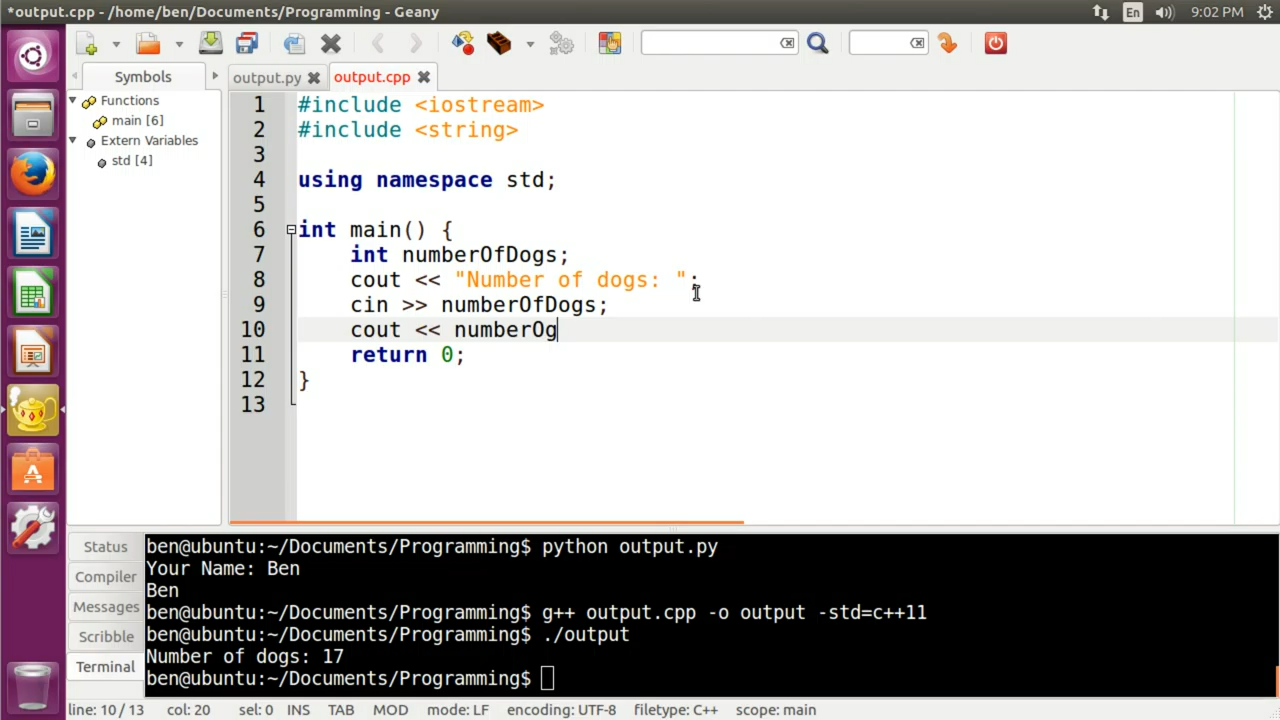 *output.cpp - /home/ben/Documents/Programming - Geany
En
9:02 PM
Symbols
output.py
output.cpp
Functions
main [6]
Extern Variables
std [4]
1 #include <iostream>
2 #include <string>
3
4 using namespace std;
5
6 int main() {
7 int numberOfDogs;
8 cout << "Number of dogs: ";
9 cin >> numberOfDogs;
10 cout << numberOg
11 return 0;
12 }
13
Status
Compiler
Messages
Scribble
Terminal
ben@ubuntu:~/Documents/Programming$ python output.py
Your Name: Ben
Ben
ben@ubuntu:~/Documents/Programming$ g++ output.cpp -o output -std=c++11
ben@ubuntu:~/Documents/Programming$ ./output
Number of dogs: 17
ben@ubuntu:~/Documents/Programming$
line: 10 / 13 col: 20 sel: 0 INS TAB MOD mode: LF encoding: UTF-8 filetype: C++ scope: main